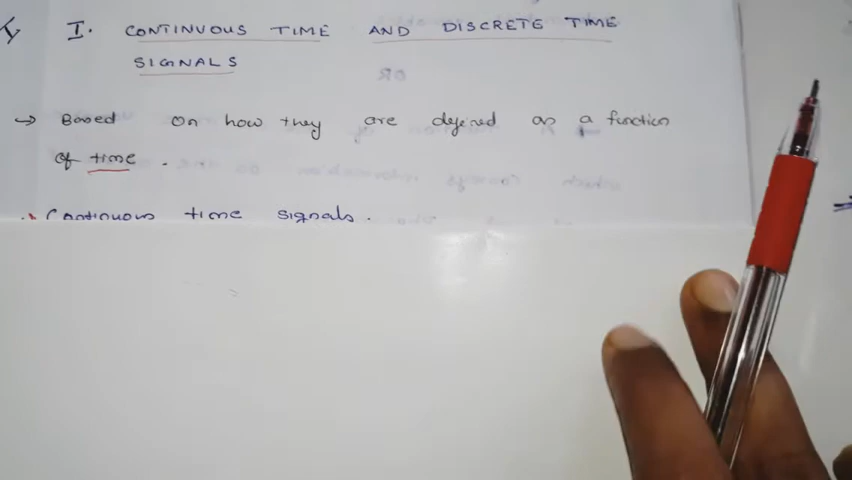 I. CONTINUOUS TIME AND DISCRETE TIME
SIGNALS
→ Based on how they are defined as a function
of time.
Continuous time signals.